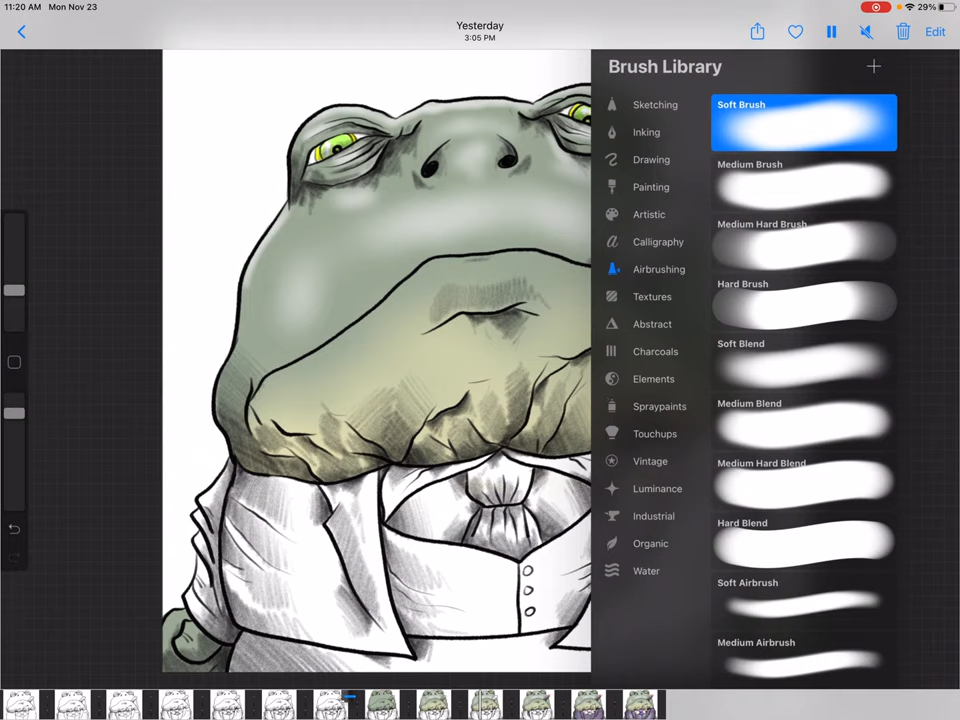 11:20 AM Mon Nov 23
29%
Yesterday
3:05 PM
Edit
Brush Library
Sketching
Inking
Drawing
Painting
Artistic
Calligraphy
Airbrushing
Textures
Abstract
Charcoals
Elements
Spraypaints
Touchups
Vintage
Luminance
Industrial
Organic
Water
Soft Brush
Medium Brush
Medium Hard Brush
Hard Brush
Soft Blend
Medium Blend
Medium Hard Blend
Hard Blend
Soft Airbrush
Medium Airbrush